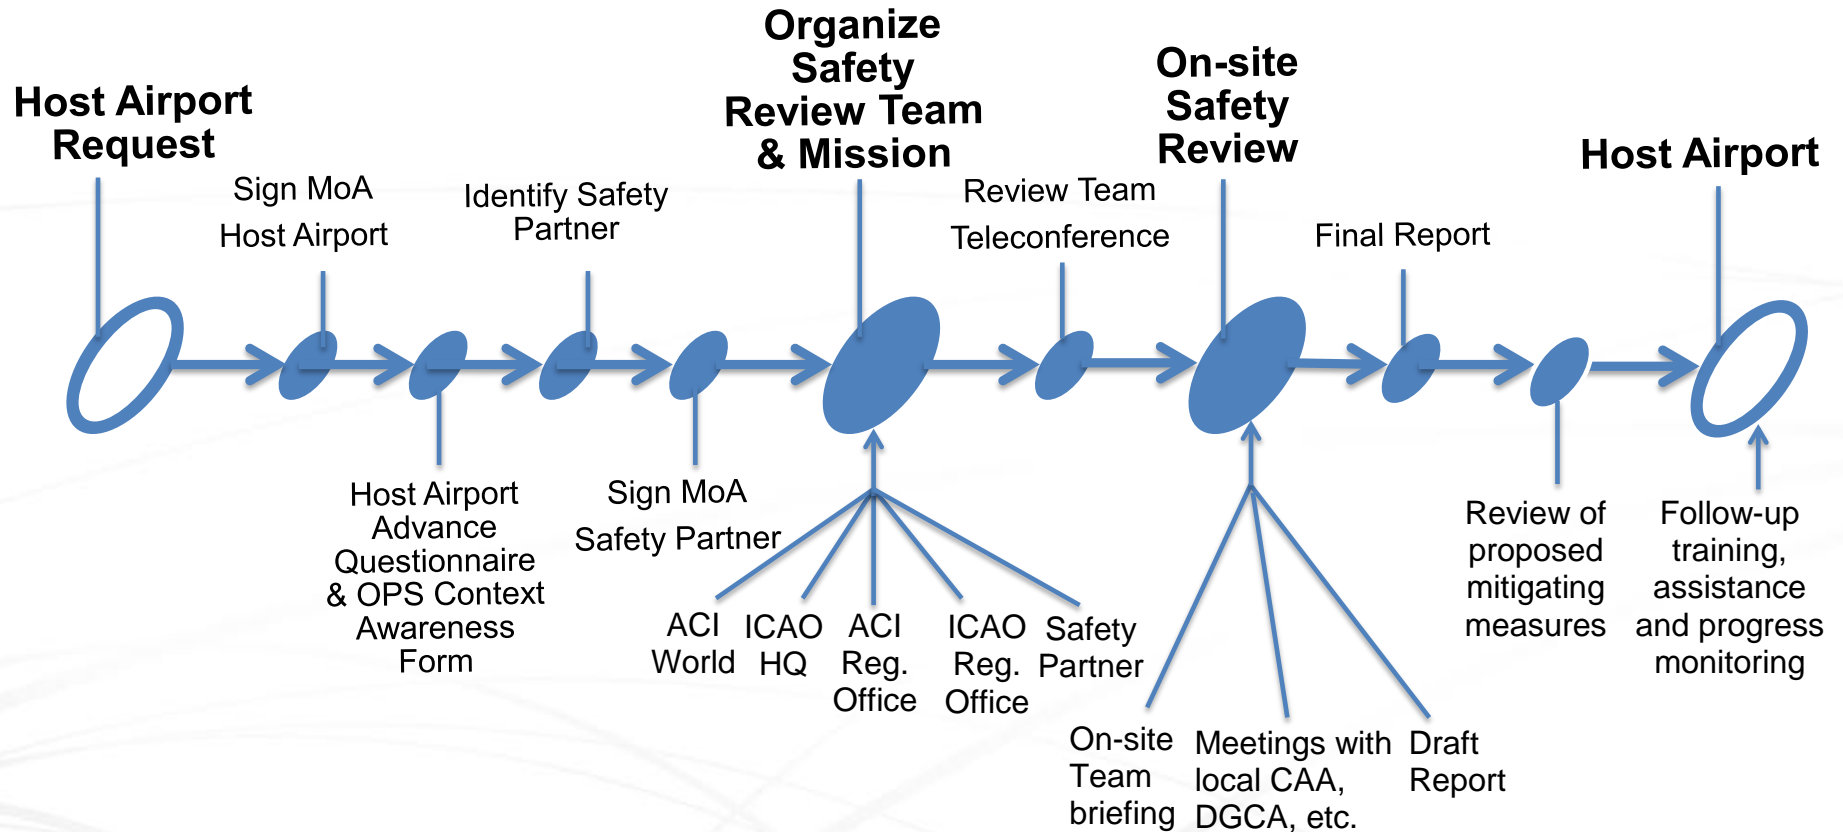 Host Airport
Request
Sign MoA
Host Airport
Host Airport
Advance
Questionnaire
& OPS Context
Awareness
Form
Identify Safety
Partner
Sign MoA
Safety Partner
Organize
Safety
Review Team
& Mission
ACI
World
ICAO
HQ
ACI
Reg.
Office
ICAO
Reg.
Office
Safety
Partner
Review Team
Teleconference
On-site
Safety
Review
On-site
Team
briefing
Meetings with
local CAA,
DGCA, etc.
Draft
Report
Final Report
Review of
proposed
mitigating
measures
Host Airport
Follow-up
training,
assistance
and progress
monitoring